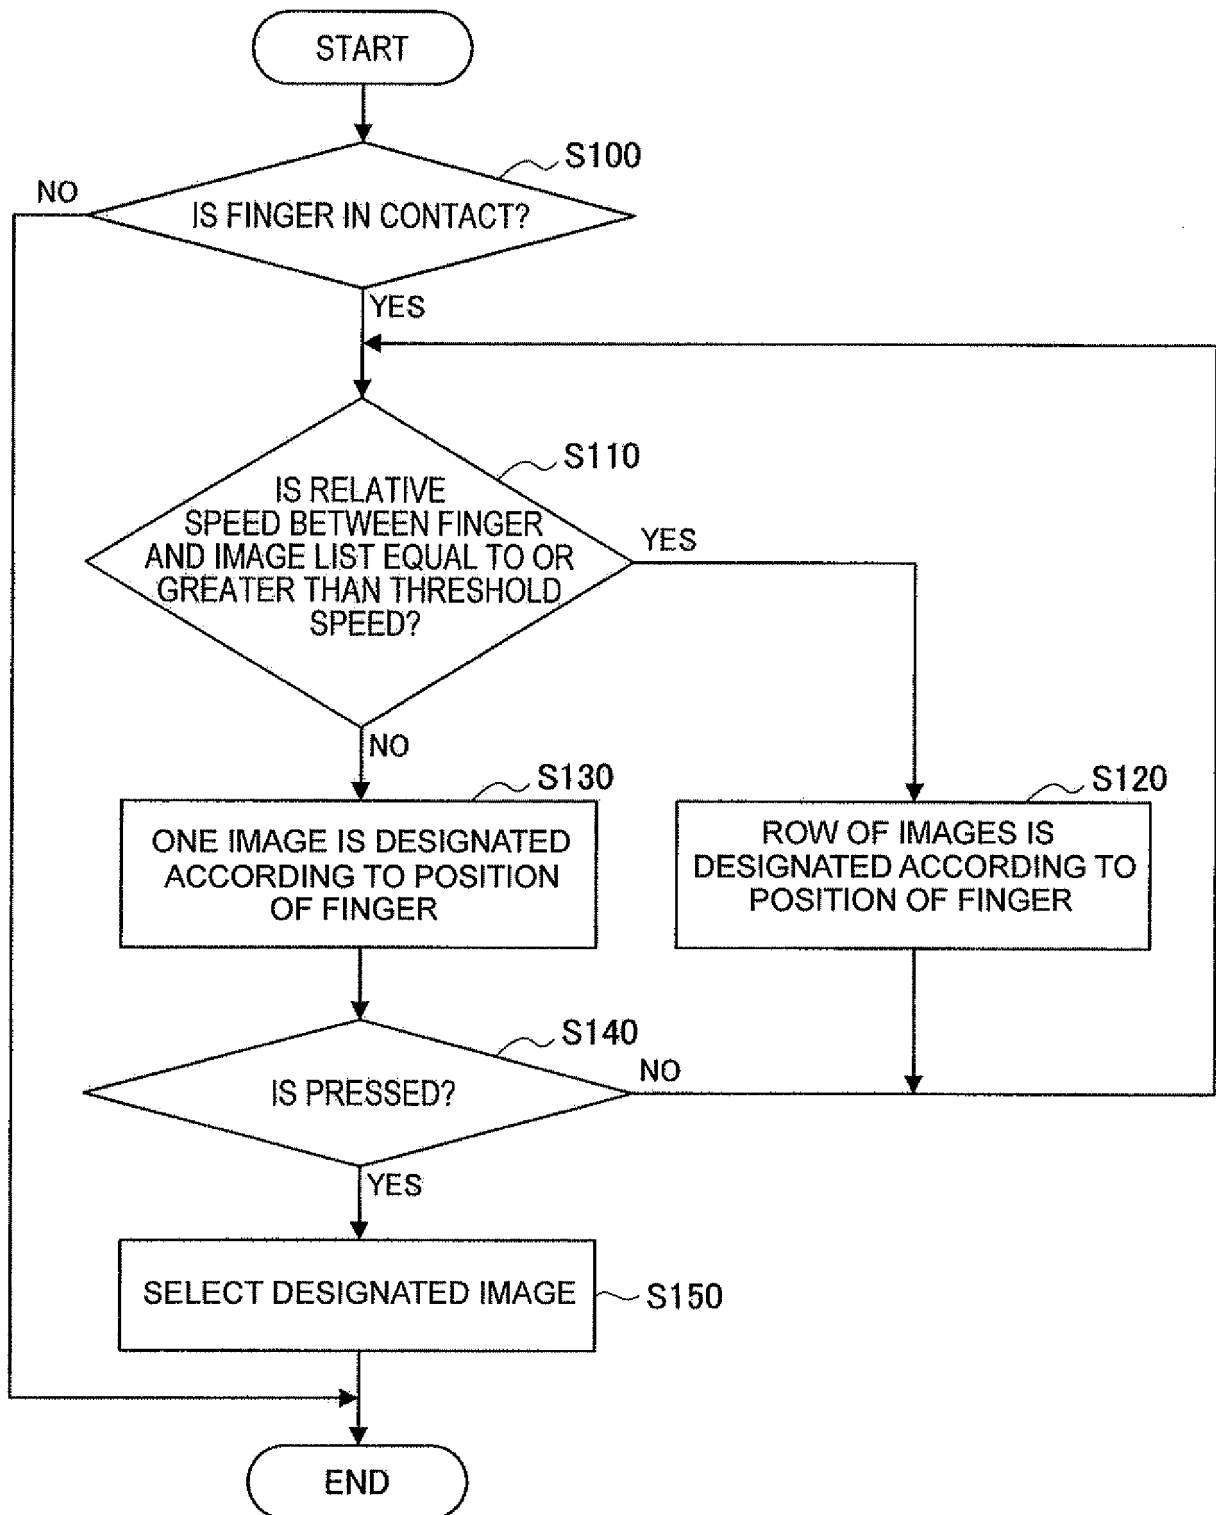 START
S100
NO
IS FINGER IN CONTACT?
YES
S110
IS RELATIVE
SPEED BETWEEN FINGER
AND IMAGE LIST EQUAL TO OR
GREATER THAN THRESHOLD
SPEED?
YES
NO
S130
ONE IMAGE IS DESIGNATED
ACCORDING TO POSITION
OF FINGER
S120
ROW OF IMAGES IS
DESIGNATED ACCORDING TO
POSITION OF FINGER
S140
IS PRESSED?
NO
YES
SELECT DESIGNATED IMAGE
S150
END